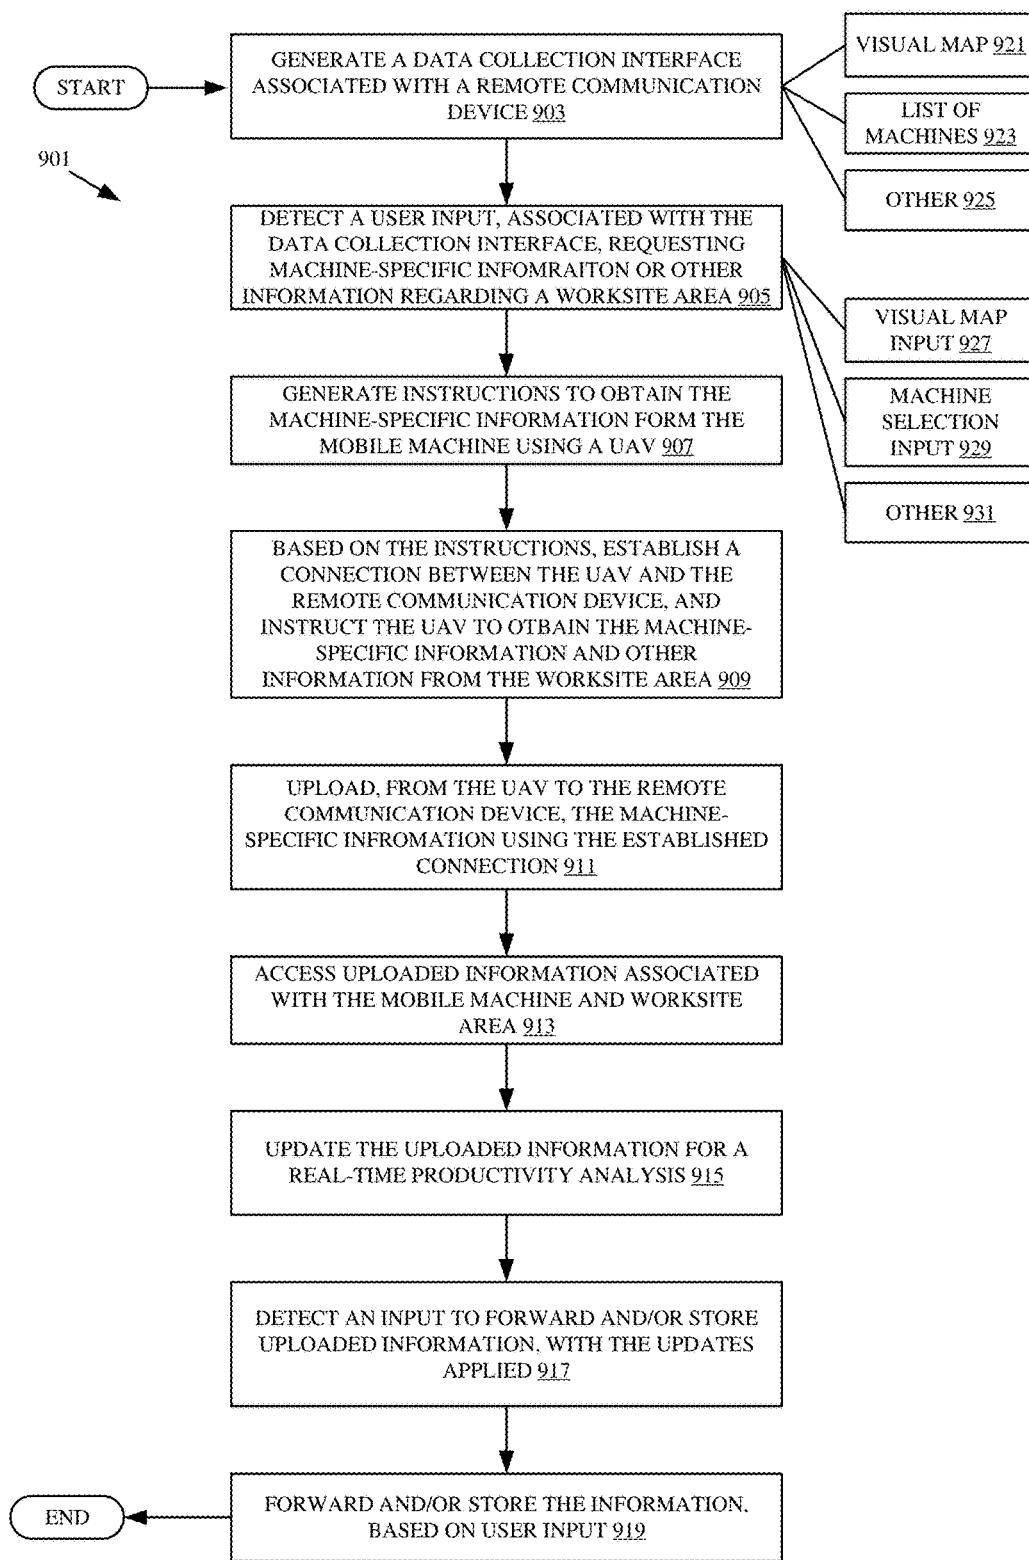 START
901
GENERATE A DATA COLLECTION INTERFACE
ASSOCIATED WITH A REMOTE COMMUNICATION
DEVICE 903
VISUAL MAP 921
LIST OF
MACHINES 923
OTHER 925
DETECT A USER INPUT, ASSOCIATED WITH THE
DATA COLLECTION INTERFACE, REQUESTING
MACHINE-SPECIFIC INFOMRAITON OR OTHER
INFORMATION REGARDING A WORKSITE AREA 905
VISUAL MAP
INPUT 927
MACHINE
SELECTION
INPUT 929
OTHER 931
GENERATE INSTRUCTIONS TO OBTAIN THE
MACHINE-SPECIFIC INFORMATION FORM THE
MOBILE MACHINE USING A UAV 907
BASED ON THE INSTRUCTIONS, ESTABLISH A
CONNECTION BETWEEN THE UAV AND THE
REMOTE COMMUNICATION DEVICE, AND
INSTRUCT THE UAV TO OTBAIN THE MACHINE-
SPECIFIC INFORMATION AND OTHER
INFORMATION FROM THE WORKSITE AREA 909
UPLOAD, FROM THE UAV TO THE REMOTE
COMMUNICATION DEVICE, THE MACHINE-
SPECIFIC INFROMATION USING THE ESTABLISHED
CONNECTION 911
ACCESS UPLOADED INFORMATION ASSOCIATED
WITH THE MOBILE MACHINE AND WORKSITE
AREA 913
UPDATE THE UPLOADED INFORMATION FOR A
REAL-TIME PRODUCTIVITY ANALYSIS 915
DETECT AN INPUT TO FORWARD AND/OR STORE
UPLOADED INFORMATION, WITH THE UPDATES
APPLIED 917
FORWARD AND/OR STORE THE INFORMATION,
BASED ON USER INPUT 919
END